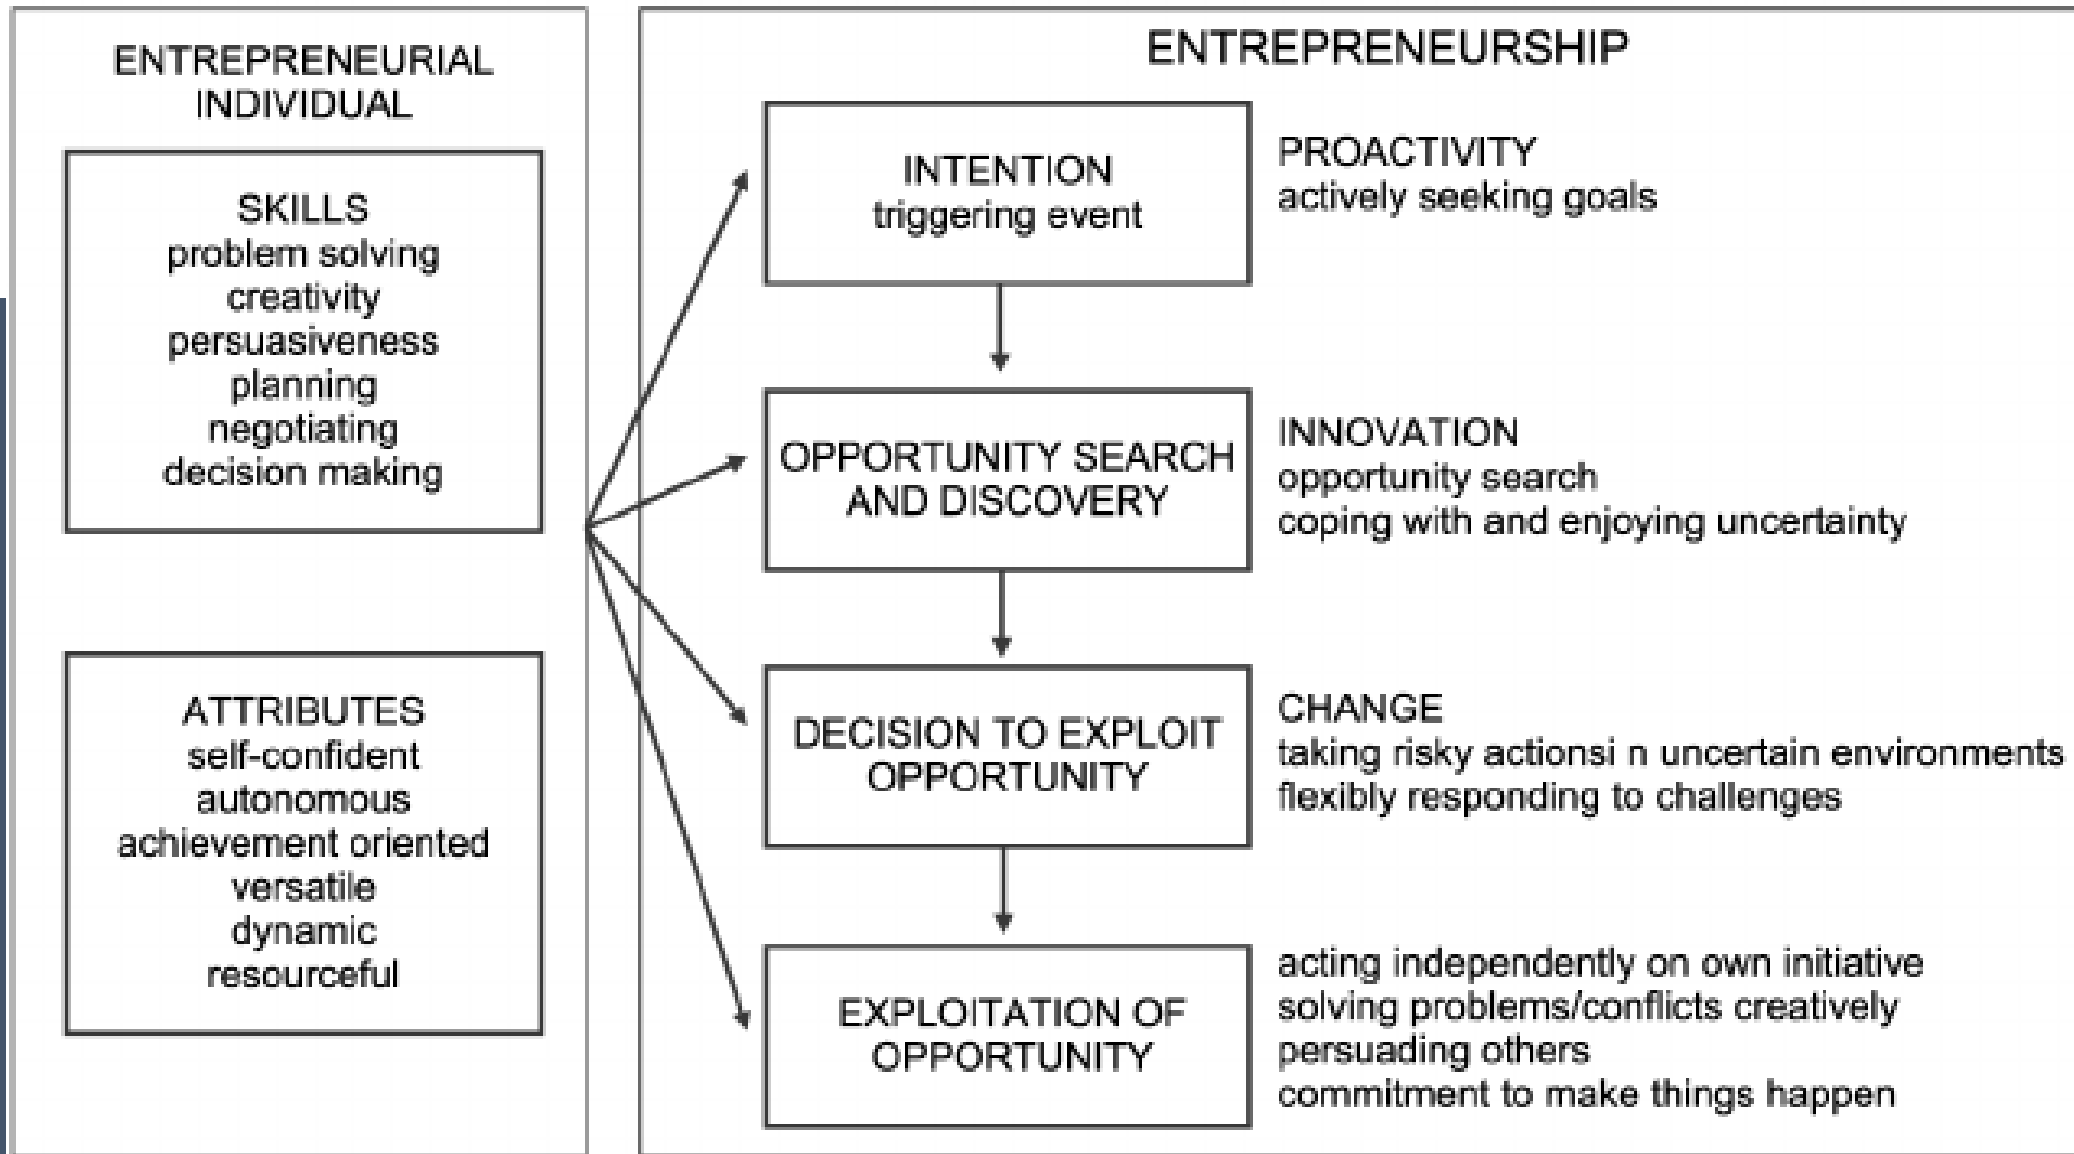 ENTREPRENEURIAL
INDIVIDUAL
SKILLS
problem solving
creativity
persuasiveness
planning
negotiating
decision making
ATTRIBUTES
self-confident
autonomous
achievement oriented
versatile
dynamic
resourceful
ENTREPRENEURSHIP
INTENTION
triggering event
PROACTIVITY
actively seeking goals
OPPORTUNITY SEARCH
AND DISCOVERY
INNOVATION
opportunity search
coping with and enjoying uncertainty
DECISION TO EXPLOIT
OPPORTUNITY
CHANGE
taking risky actionsi n uncertain environments
flexibly responding to challenges
EXPLOITATION OF
OPPORTUNITY
acting independently on own initiative
solving problems/conflicts creatively
persuading others
commitment to make things happen